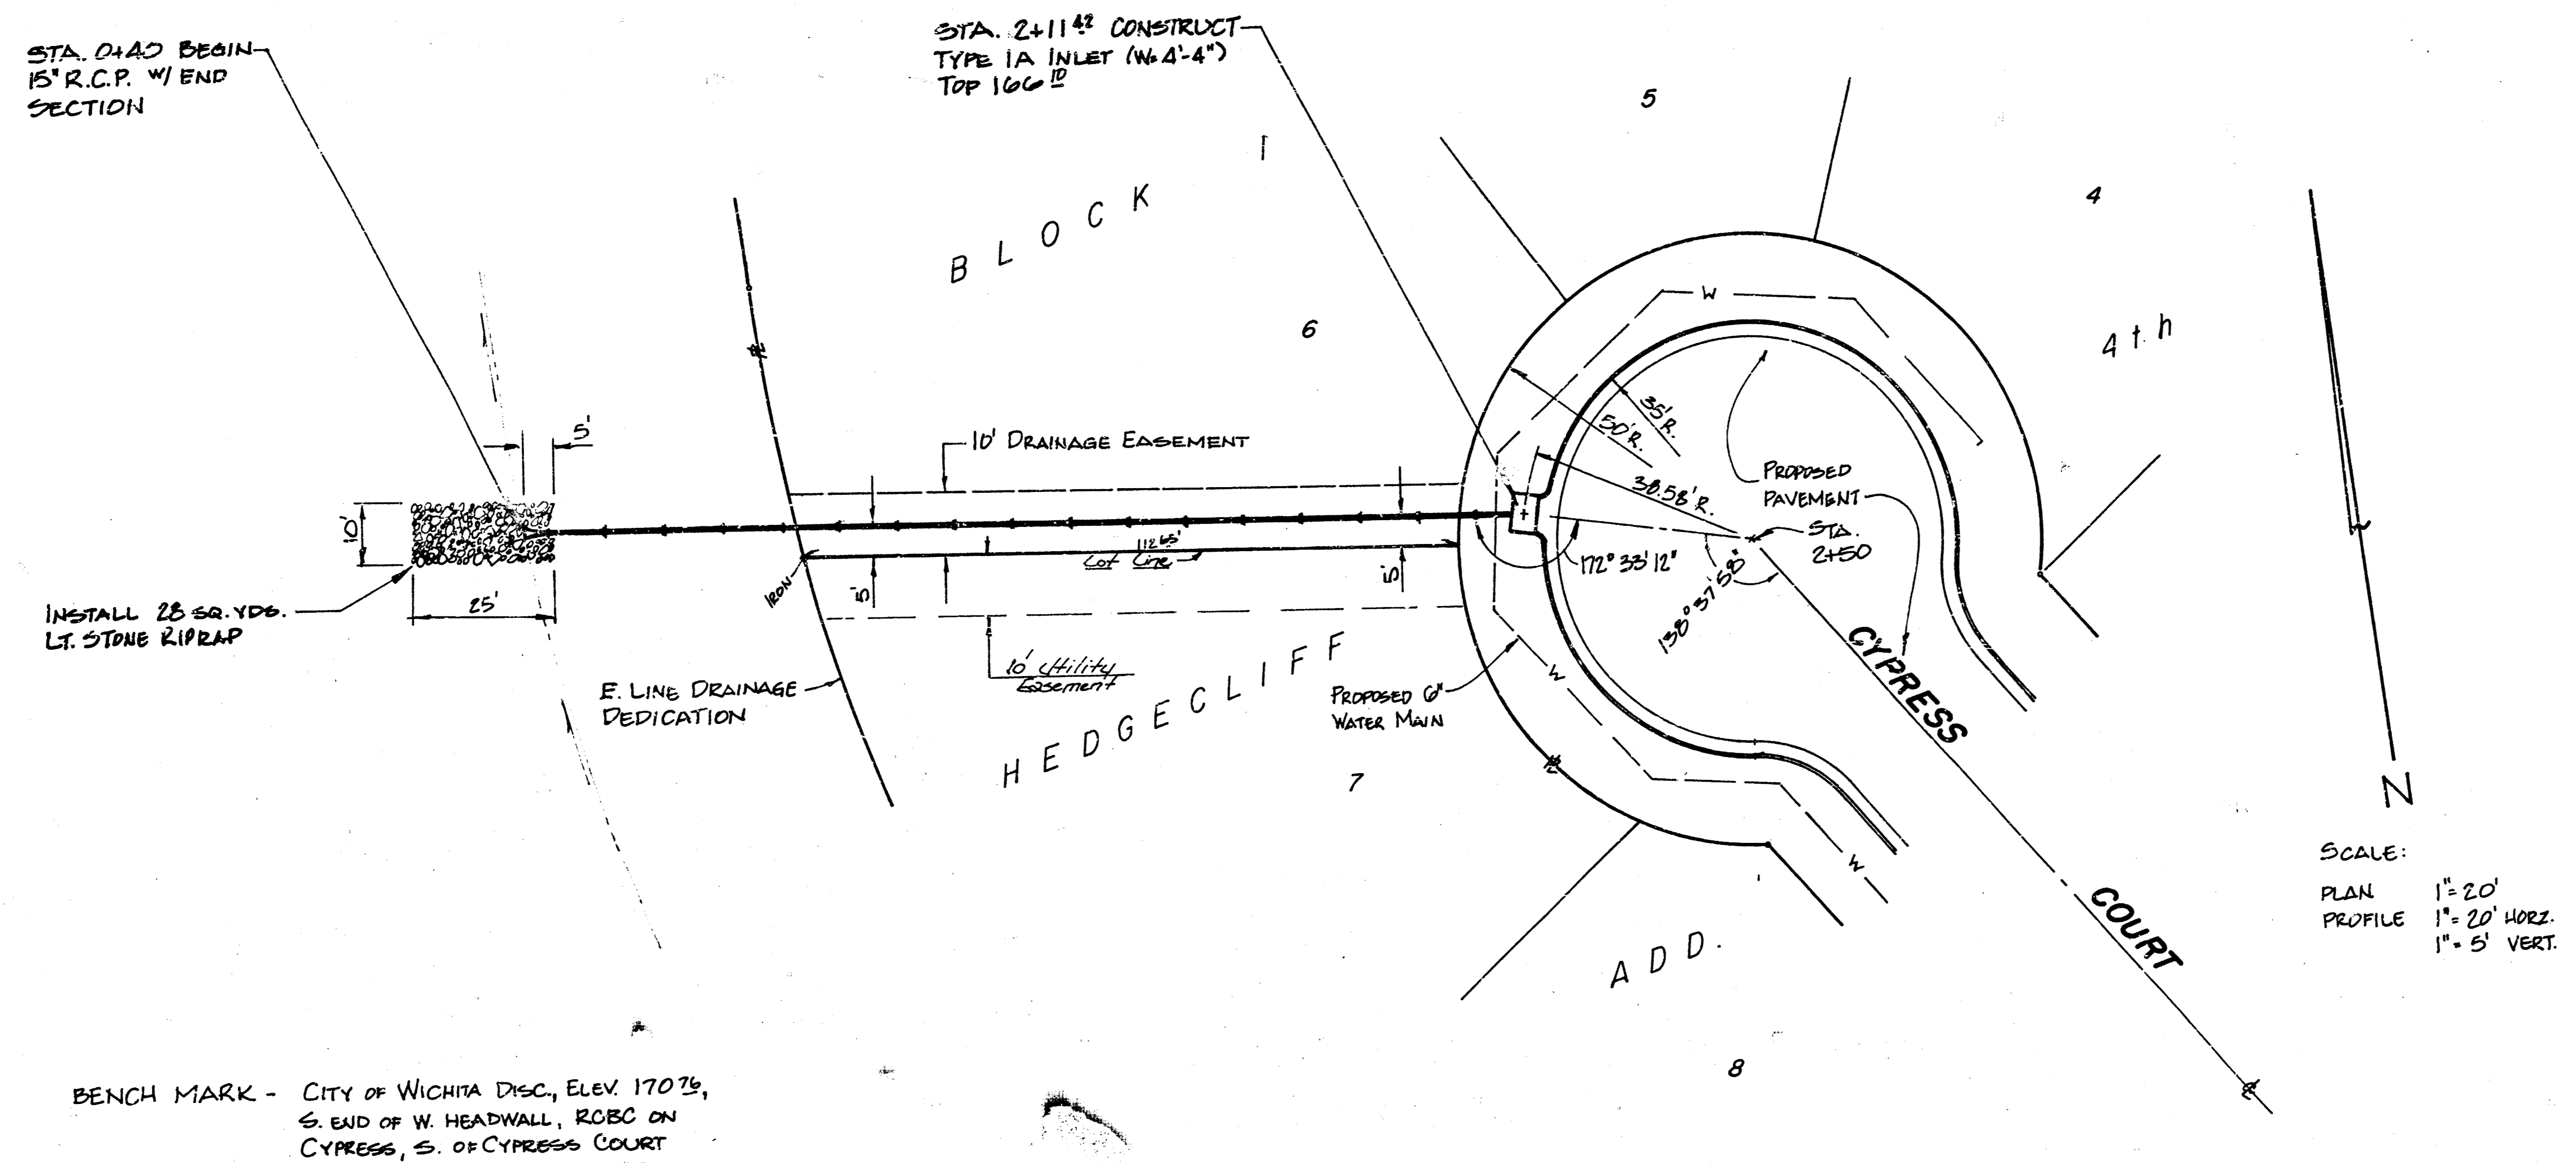 STA. 0+40 BEGIN
15" R.C.P. W/ END
SECTION
STA. 2+11 42 CONSTRUCT
TYPE 1A INLET (W=4'-4")
TOP 166 10
1
5
4
BLOCK
4th
6
10' DRAINAGE EASEMENT
5'
10'
25'
INSTALL 28 SQ. YDS.
LT. STONE RIPRAP
W
35' R.
50' R.
38.58' R.
PROPOSED
PAVEMENT
STA.
2+50
172° 33' 12"
138° 37' 58"
112 65'
Lot Line
IRON
5'
5'
10' Utility
Easement
E. LINE DRAINAGE
DEDICATION
HEDGECLIFF
PROPOSED 6"
WATER MAIN
W
7
W
CYPRESS
COURT
N
SCALE:
PLAN 1"=20'
PROFILE 1"=20' HORZ.
1"=5' VERT.
ADD.
8
BENCH MARK - CITY OF WICHITA DISC., ELEV. 170 76,
S. END OF W. HEADWALL, RCBC ON
CYPRESS, S. OF CYPRESS COURT